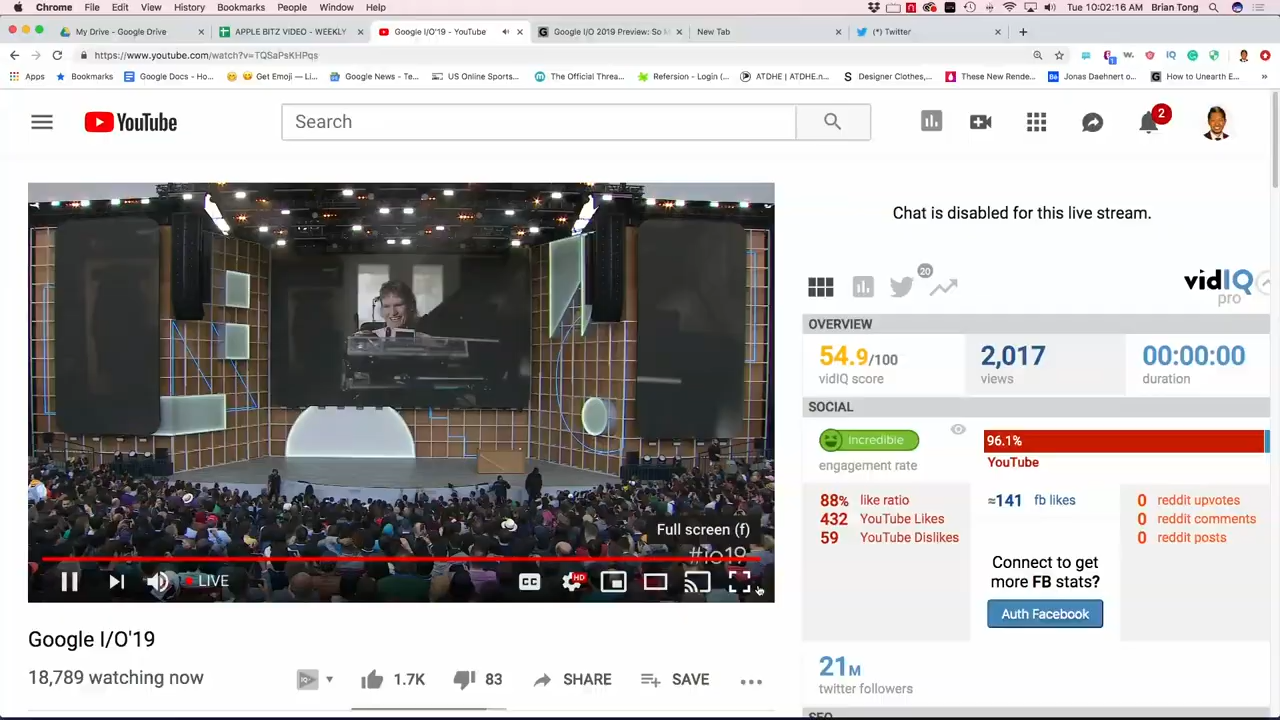 Chrome File Edit View History Bookmarks People Window Help Tue 10:02:16 AM Brian Tong
My Drive - Google Drive × APPLE BITZ VIDEO - WEEKLY × Google I/O'19 - YouTube × Google I/O 2019 Preview: So M × New Tab × (*) Twitter × +
https://www.youtube.com/watch?v=TQSaPsKHPqs
Apps Bookmarks Google Docs - Ho... Get Emoji — Li... Google News - Te... US Online Sports... The Official Threa... Refersion - Login (... ATDHE | ATDHE.n... Designer Clothes,... These New Rende... Jonas Daehnert o... How to Unearth E... »
YouTube
Search
2
Chat is disabled for this live stream.
20
vidIQ
pro
OVERVIEW
54.9/100
vidIQ score
2,017
views
00:00:00
duration
SOCIAL
incredible
engagement rate
96.1%
YouTube
88% like ratio
432 YouTube Likes
59 YouTube Dislikes
≈141 fb likes
0 reddit upvotes
0 reddit comments
0 reddit posts
Connect to get
more FB stats?
Auth Facebook
21M
twitter followers
SEO
Full screen (f)
#io19
LIVE
CC
HD
Google I/O'19
18,789 watching now
1.7K
83
SHARE
SAVE